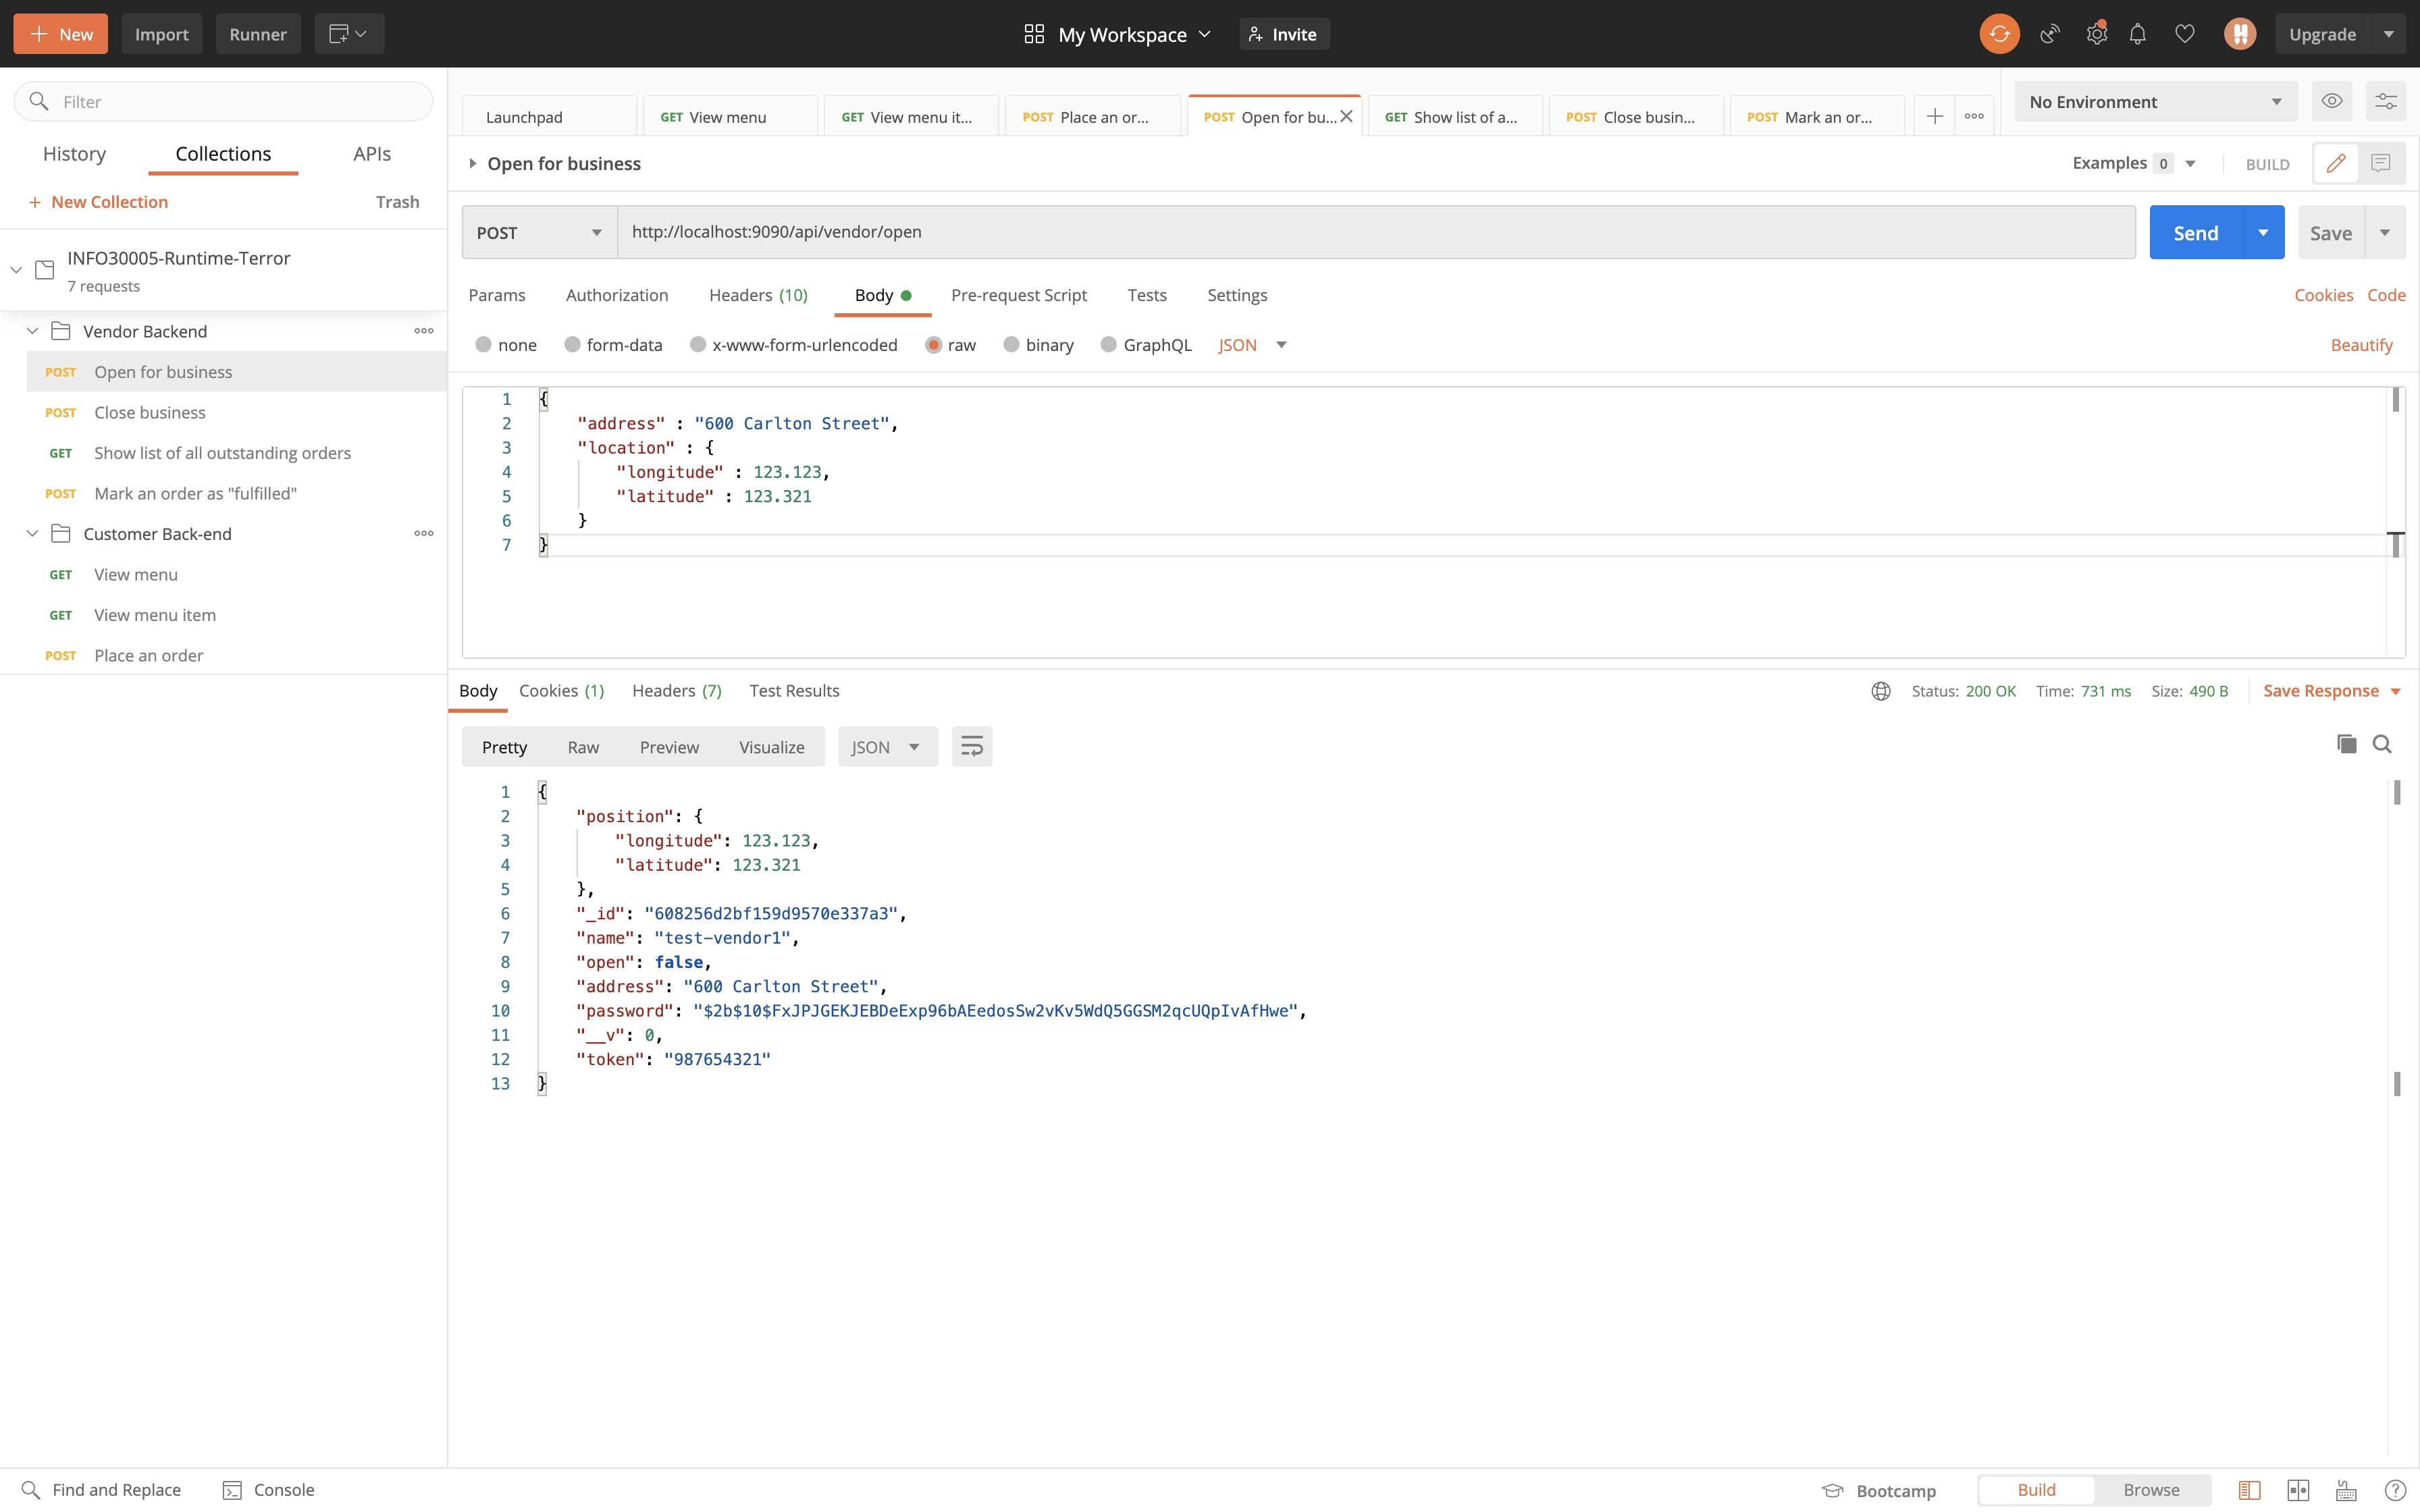 New
Import
Runner
My Workspace
Invite
Upgrade
Filter
History
Collections
APIs
+ New Collection
Trash
INFO30005-Runtime-Terror
7 requests
Vendor Backend
POST Open for business
POST Close business
GET Show list of all outstanding orders
POST Mark an order as "fulfilled"
Customer Back-end
GET View menu
GET View menu item
POST Place an order
Launchpad
GET View menu
GET View menu it...
POST Place an or...
POST Open for bu...
GET Show list of a...
POST Close busin...
POST Mark an or...
No Environment
Open for business
Examples 0
BUILD
POST
http://localhost:9090/api/vendor/open
Send
Save
Params
Authorization
Headers (10)
Body
Pre-request Script
Tests
Settings
Cookies
Code
none
form-data
x-www-form-urlencoded
raw
binary
GraphQL
JSON
Beautify
1 {
2 "address" : "600 Carlton Street",
3 "location" : {
4 "longitude" : 123.123,
5 "latitude" : 123.321
6 }
7 }
Body
Cookies (1)
Headers (7)
Test Results
Status: 200 OK
Time: 731 ms
Size: 490 B
Save Response
Pretty
Raw
Preview
Visualize
JSON
1 {
2 "position": {
3 "longitude": 123.123,
4 "latitude": 123.321
5 },
6 "_id": "608256d2bf159d9570e337a3",
7 "name": "test-vendor1",
8 "open": false,
9 "address": "600 Carlton Street",
10 "password": "$2b$10$FxJPJGEKJEBDeExp96bAEedosSw2vKv5WdQ5GGSM2qcUQpIvAfHwe",
11 "__v": 0,
12 "token": "987654321"
13 }
Find and Replace
Console
Bootcamp
Build
Browse